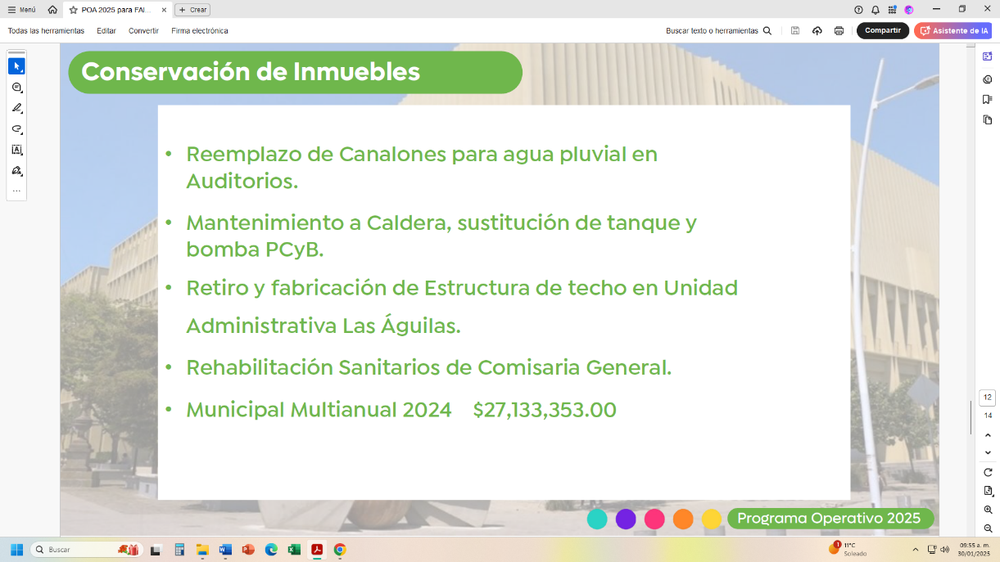 Menú
POA 2025 para FAI...
Crear
Todas las herramientas
Editar
Convertir
Firma electrónica
Buscar texto o herramientas
Compartir
Asistente de IA
Conservación de Inmuebles
• Reemplazo de Canalones para agua pluvial en
Auditorios.
• Mantenimiento a Caldera, sustitución de tanque y
bomba PCyB.
• Retiro y fabricación de Estructura de techo en Unidad
Administrativa Las Águilas.
• Rehabilitación Sanitarios de Comisaria General.
• Municipal Multianual 2024 $27,133,353.00
Programa Operativo 2025
12
14
Buscar
1
11°C
Soleado
09:55 a. m.
30/01/2025